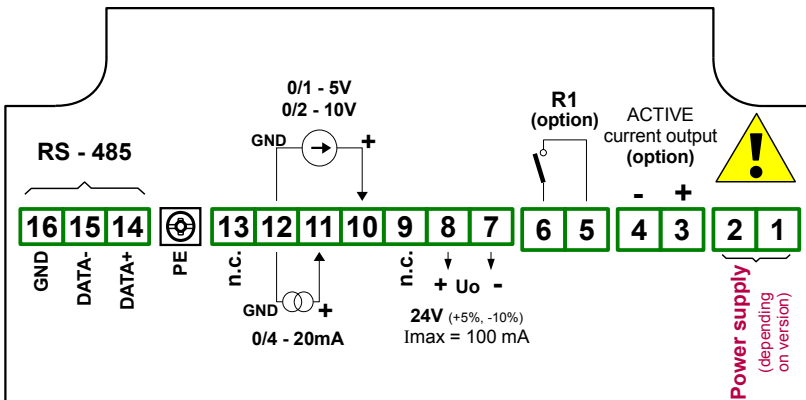 0/1 - 5V
0/2 - 10V
GND
+
RS - 485
R1
(option)
ACTIVE
current output
(option)
- +
!
16 15 14 13 12 11 10 9 8 7 6 5 4 3 2 1
GND
DATA-
DATA+
PE
n.c.
GND
+
0/4 - 20mA
n.c.
+ Uo -
24V (+5%, -10%)
Imax = 100 mA
Power supply
(depending
on version)